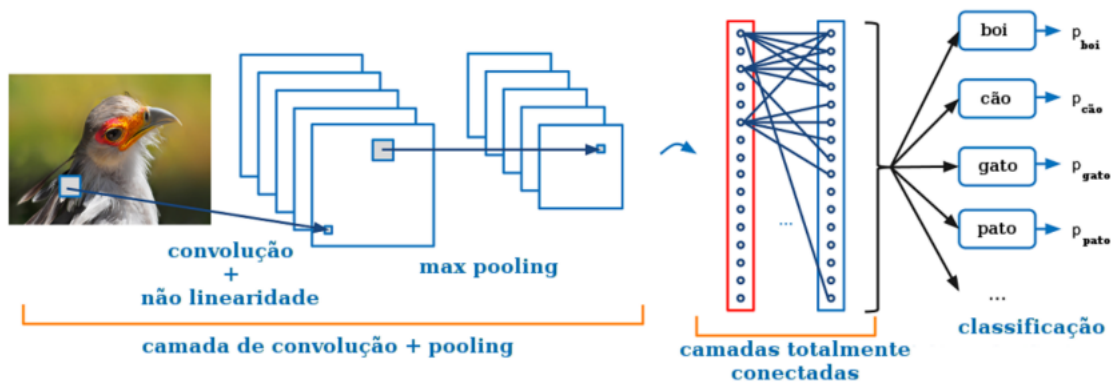 convolução
+
não linearidade
max pooling
camada de convolução + pooling
...
camadas totalmente
conectadas
boi
p boi
cão
p cão
gato
p gato
pato
p pato
...
classificação